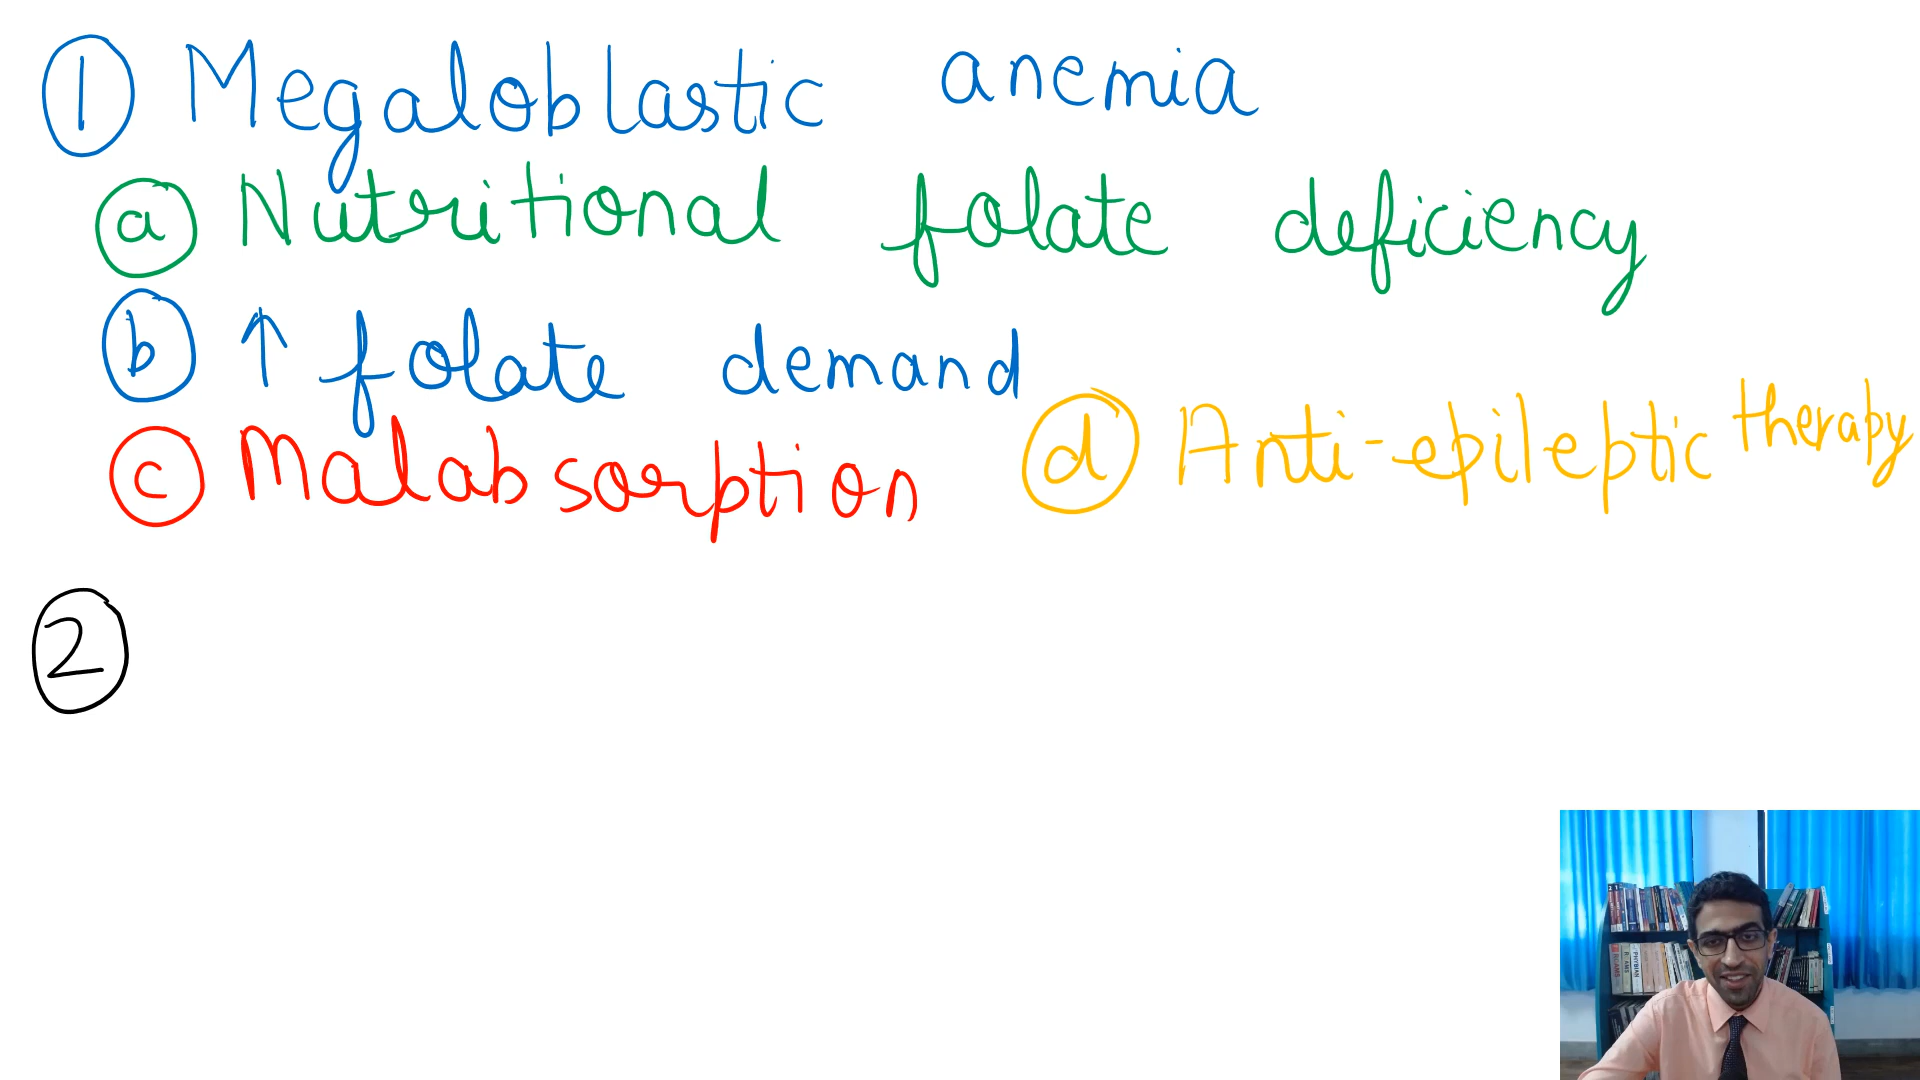 ① Megaloblastic anemia
ⓐ Nutritional folate deficiency
ⓑ ↑ folate demand
ⓒ Malabsorption
ⓓ Anti-epileptic therapy
②